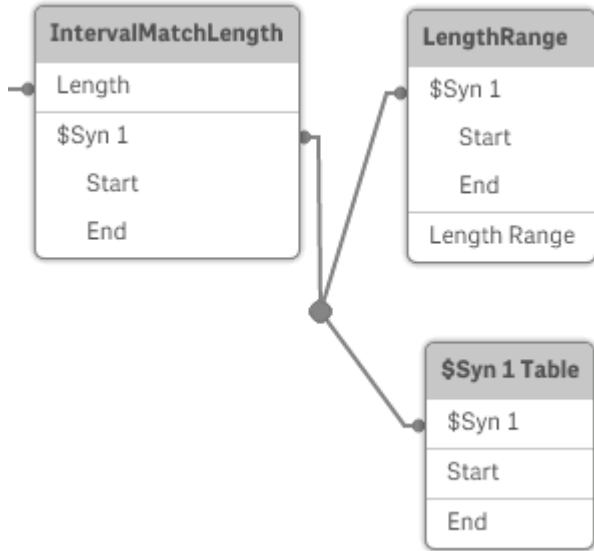 IntervalMatchLength
Length
$Syn 1
Start
End
LengthRange
$Syn 1
Start
End
Length Range
$Syn 1 Table
$Syn 1
Start
End